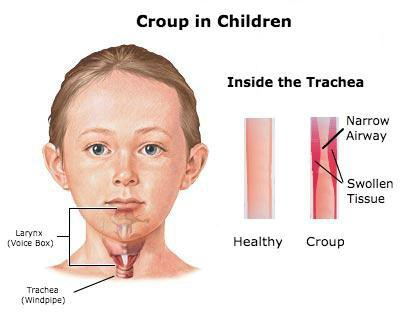 Croup in Children
Inside the Trachea
Narrow
Airway
Swollen
Tissue
Healthy
Croup
Larynx
(Voice Box)
Trachea
(Windpipe)